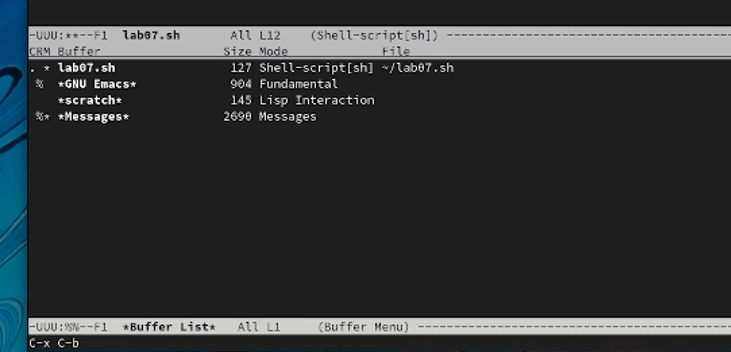 -UUU:**--F1  lab07.sh       All L12    (Shell-script[sh]) ----------------------------------------
CRM Buffer                 Size Mode             File
. * lab07.sh                127 Shell-script[sh] ~/lab07.sh
 %  *GNU Emacs*             904 Fundamental
    *scratch*               145 Lisp Interaction
 %* *Messages*             2690 Messages
-UUU:%%--F1  *Buffer List*   All L1     (Buffer Menu) --------------------------------------------
C-x C-b